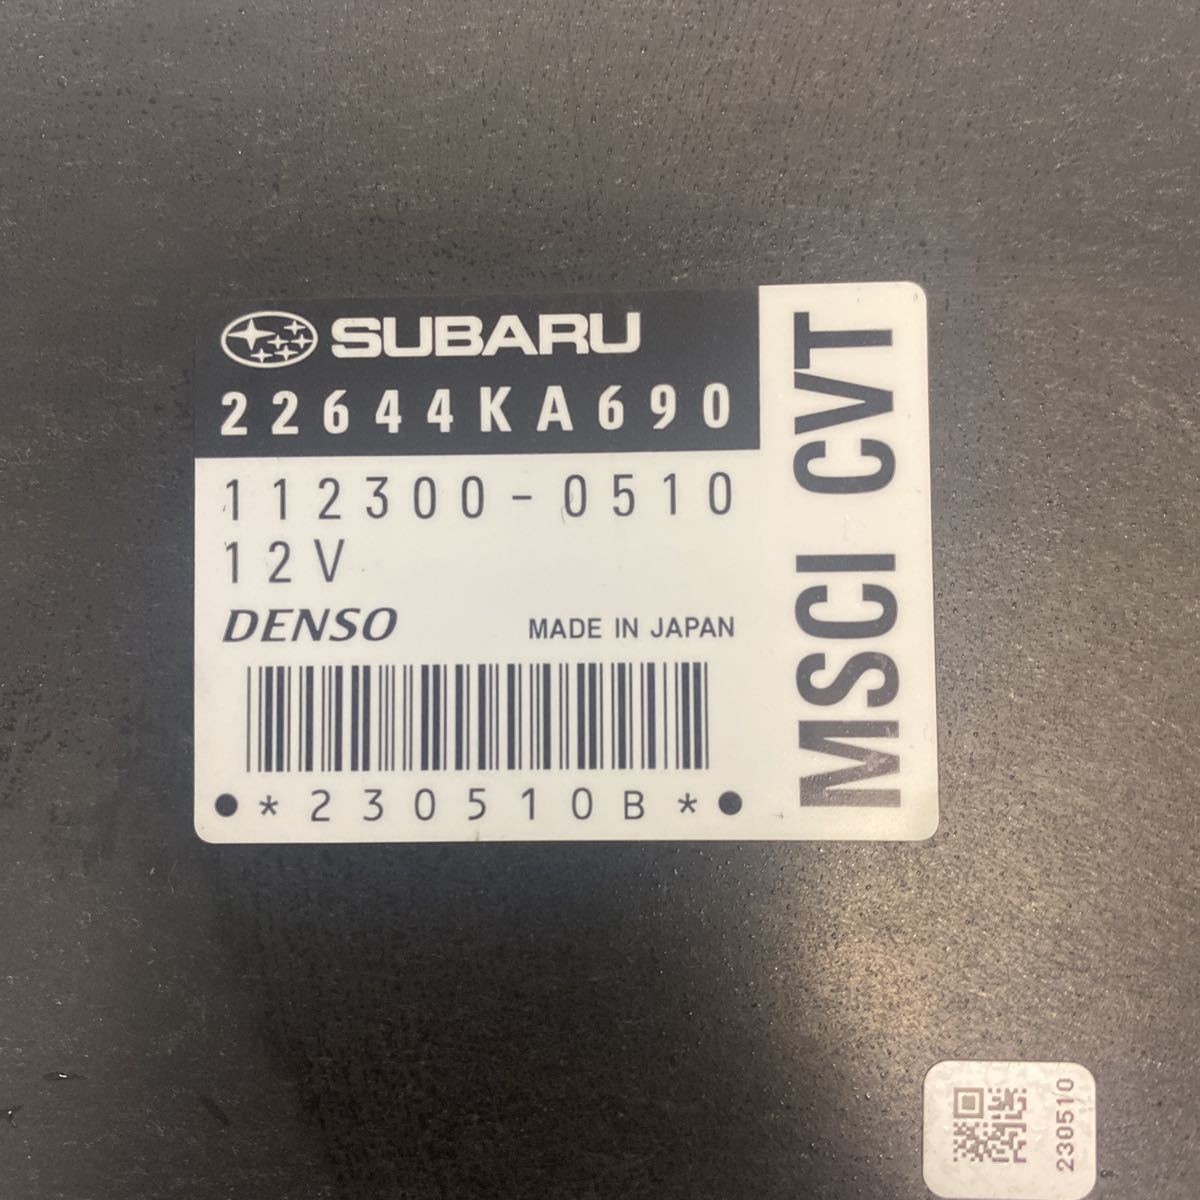 SUBARU
22644KA690
112300-0510
12V
DENSO MADE IN JAPAN
*230510B*
MSCI CVT
230510